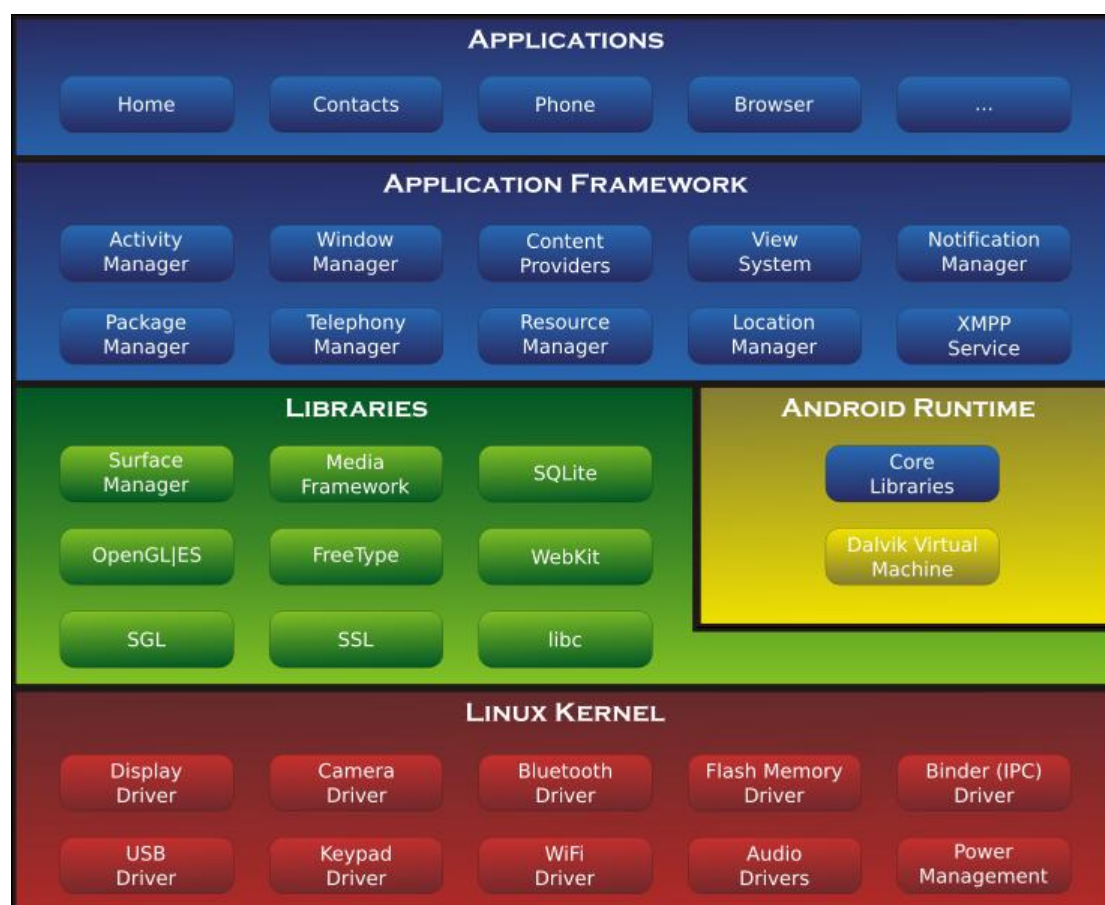 APPLICATIONS
Home
Contacts
Phone
Browser
...
APPLICATION FRAMEWORK
Activity
Manager
Window
Manager
Content
Providers
View
System
Notification
Manager
Package
Manager
Telephony
Manager
Resource
Manager
Location
Manager
XMPP
Service
LIBRARIES
Surface
Manager
Media
Framework
SQLite
OpenGL|ES
FreeType
WebKit
SGL
SSL
libc
ANDROID RUNTIME
Core
Libraries
Dalvik Virtual
Machine
LINUX KERNEL
Display
Driver
Camera
Driver
Bluetooth
Driver
Flash Memory
Driver
Binder (IPC)
Driver
USB
Driver
Keypad
Driver
WiFi
Driver
Audio
Drivers
Power
Management